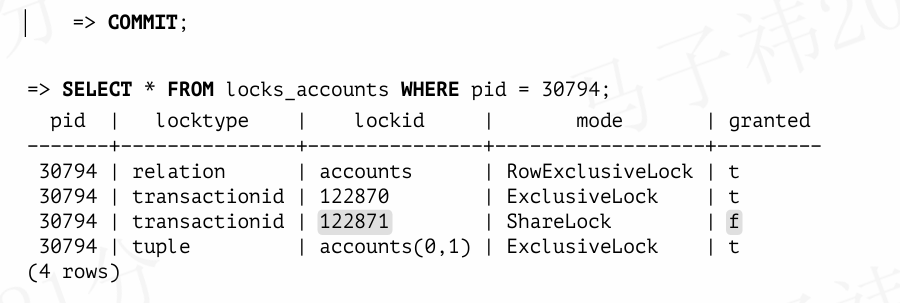 => COMMIT;
=> SELECT * FROM locks_accounts WHERE pid = 30794;
  pid  |   locktype    |    lockid     |       mode       | granted
-------+---------------+---------------+------------------+---------
 30794 | relation      | accounts      | RowExclusiveLock | t
 30794 | transactionid | 122870        | ExclusiveLock    | t
 30794 | transactionid | 122871        | ShareLock        | f
 30794 | tuple         | accounts(0,1) | ExclusiveLock    | t
(4 rows)